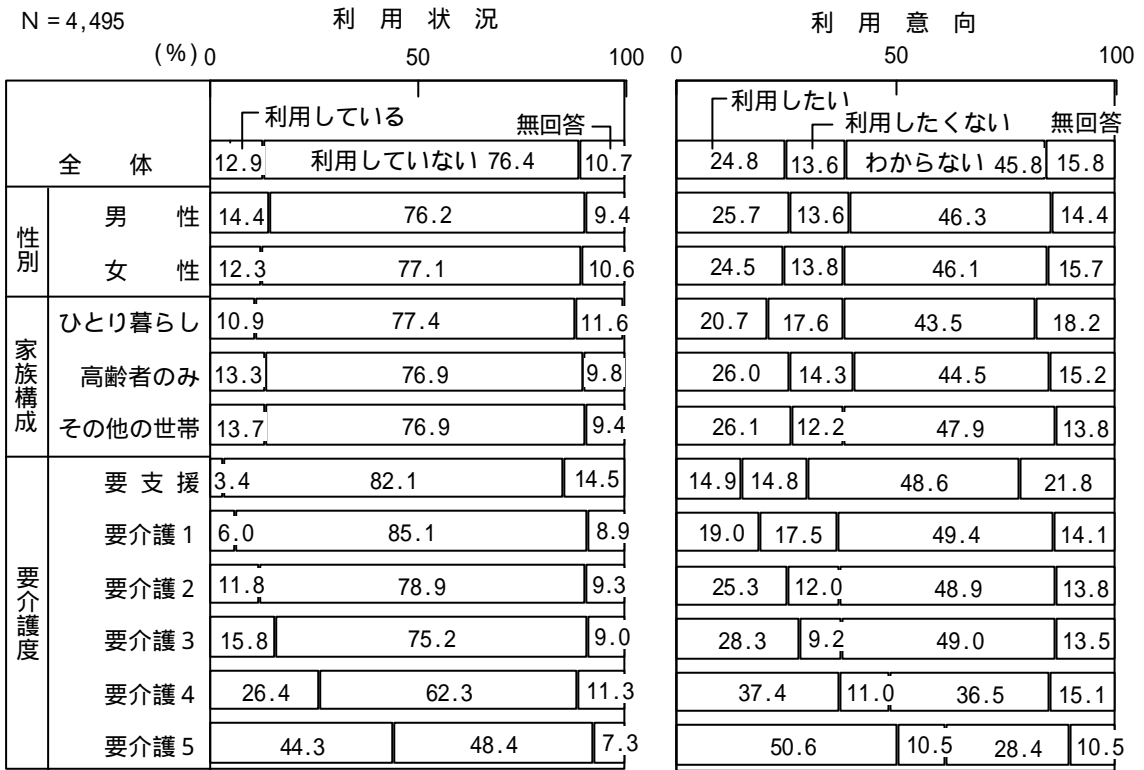 N=4,495 利用状況 利用意向
(%) 0 50 100 0 50 100
利用している 無回答 利用したい 利用したくない 無回答
全体 12.9 利用していない 76.4 10.7 24.8 13.6 わからない 45.8 15.8
性別
男性 14.4 76.2 9.4 25.7 13.6 46.3 14.4
女性 12.3 77.1 10.6 24.5 13.8 46.1 15.7
家族構成
ひとり暮らし 10.9 77.4 11.6 20.7 17.6 43.5 18.2
高齢者のみ 13.3 76.9 9.8 26.0 14.3 44.5 15.2
その他の世帯 13.7 76.9 9.4 26.1 12.2 47.9 13.8
要介護度
要支援 3.4 82.1 14.5 14.9 14.8 48.6 21.8
要介護1 6.0 85.1 8.9 19.0 17.5 49.4 14.1
要介護2 11.8 78.9 9.3 25.3 12.0 48.9 13.8
要介護3 15.8 75.2 9.0 28.3 9.2 49.0 13.5
要介護4 26.4 62.3 11.3 37.4 11.0 36.5 15.1
要介護5 44.3 48.4 7.3 50.6 10.5 28.4 10.5